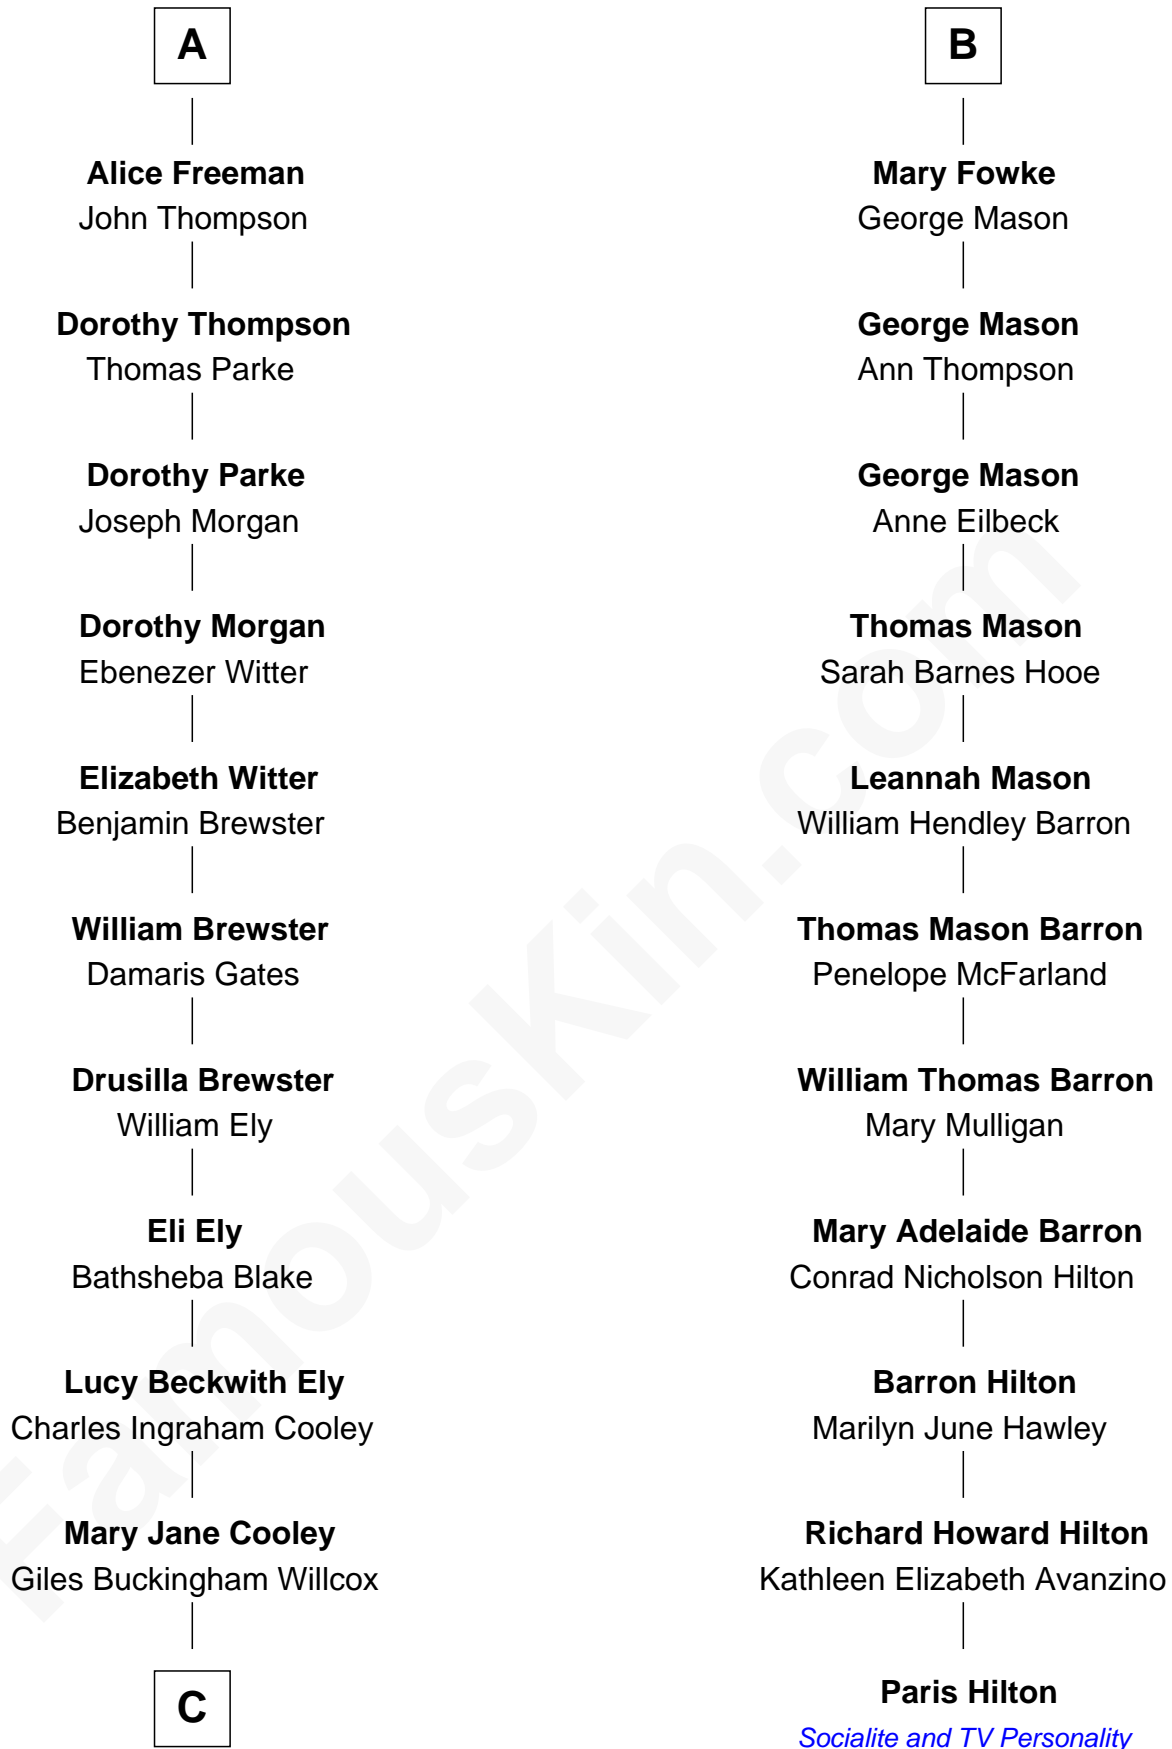 A
Alice Freeman
John Thompson
Dorothy Thompson
Thomas Parke
Dorothy Parke
Joseph Morgan
Dorothy Morgan
Ebenezer Witter
Elizabeth Witter
Benjamin Brewster
William Brewster
Damaris Gates
Drusilla Brewster
William Ely
Eli Ely
Bathsheba Blake
Lucy Beckwith Ely
Charles Ingraham Cooley
Mary Jane Cooley
Giles Buckingham Willcox
C
B
Mary Fowke
George Mason
George Mason
Ann Thompson
George Mason
Anne Eilbeck
Thomas Mason
Sarah Barnes Hooe
Leannah Mason
William Hendley Barron
Thomas Mason Barron
Penelope McFarland
William Thomas Barron
Mary Mulligan
Mary Adelaide Barron
Conrad Nicholson Hilton
Barron Hilton
Marilyn June Hawley
Richard Howard Hilton
Kathleen Elizabeth Avanzino
Paris Hilton
Socialite and TV Personality
FamousKin.com